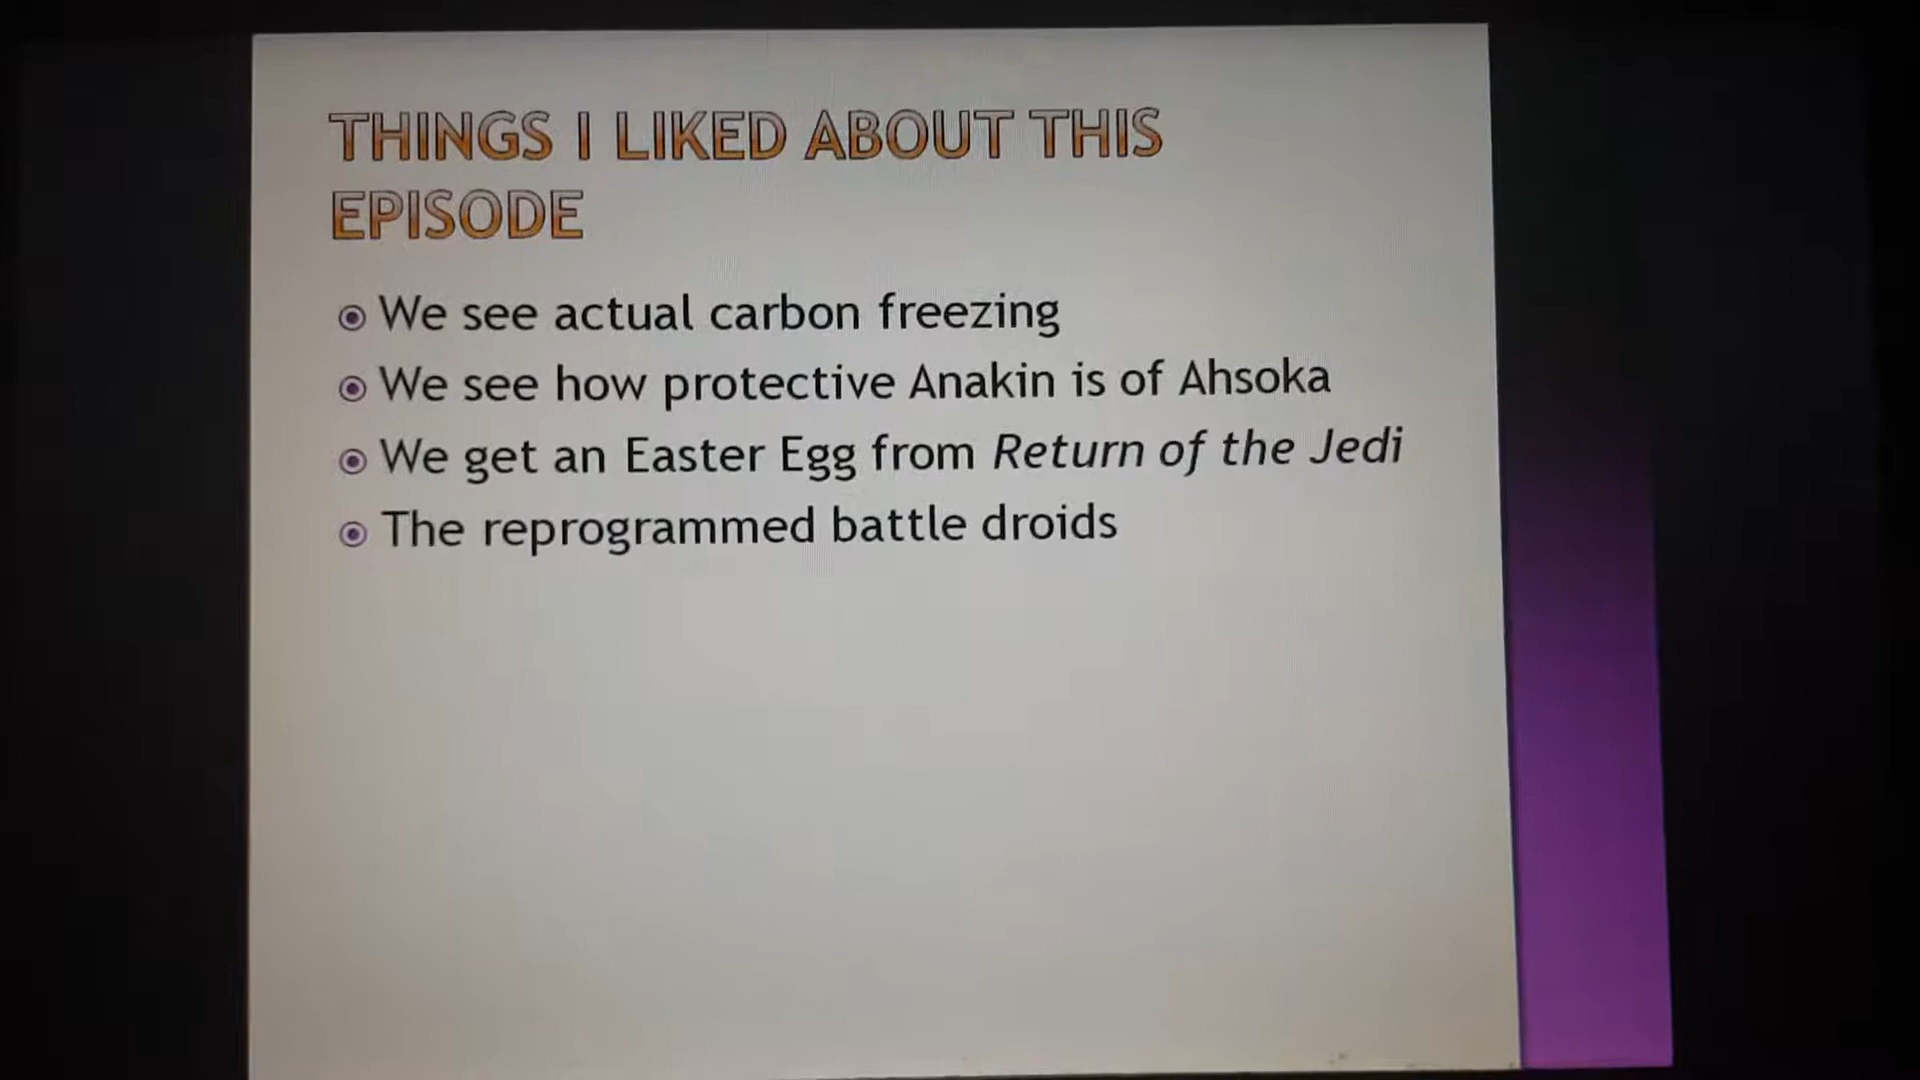 THINGS I LIKED ABOUT THIS
EPISODE
We see actual carbon freezing
We see how protective Anakin is of Ahsoka
We get an Easter Egg from Return of the Jedi
The reprogrammed battle droids